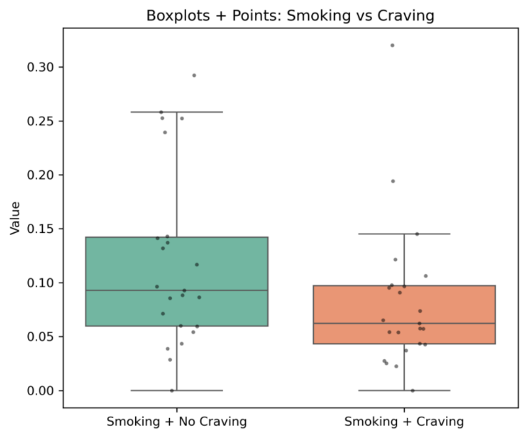 Boxplots + Points: Smoking vs Craving
0.30
0.25
0.20
Value
0.15
0.10
0.05
0.00
Smoking + No Craving
Smoking + Craving